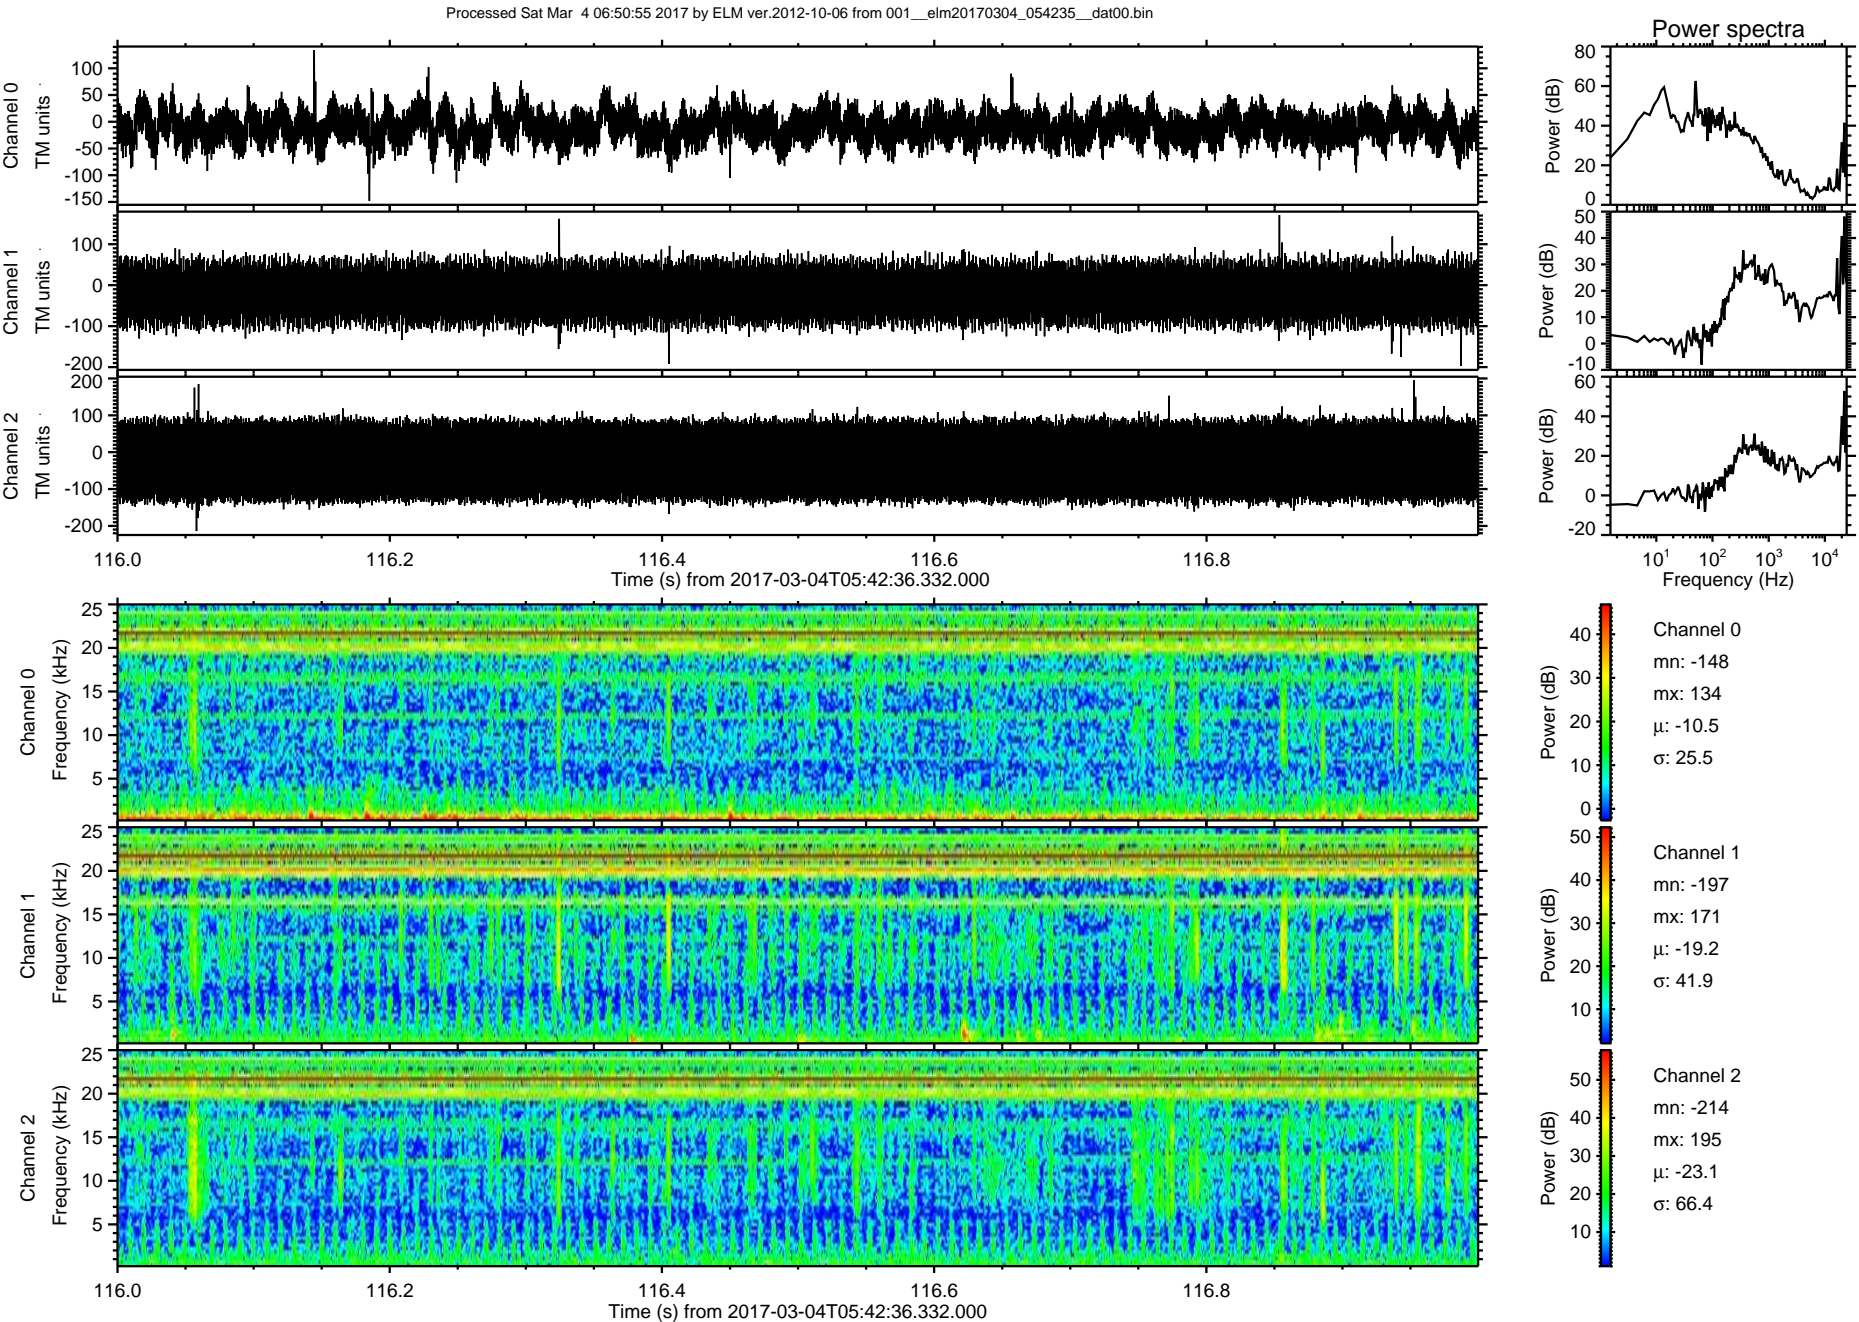 Processed Sat Mar  4 06:50:55 2017 by ELM ver.2012-10-06 from 001__elm20170304_054235__dat00.bin
Power spectra
Channel 0
TM units
100
50
0
-50
-100
-150
Power (dB)
80
60
40
20
0
Channel 1
TM units
100
0
-100
-200
Power (dB)
50
40
30
20
10
0
-10
Channel 2
TM units
200
100
0
-100
-200
Power (dB)
60
40
20
0
-20
116.0 116.2 116.4 116.6 116.8
Time (s) from 2017-03-04T05:42:36.332.000
10^1 10^2 10^3 10^4
Frequency (Hz)
Channel 0
Frequency (kHz)
25
20
15
10
5
Power (dB)
40
30
20
10
0
Channel 0
mn: -148
mx: 134
μ: -10.5
σ: 25.5
Channel 1
Frequency (kHz)
25
20
15
10
5
Power (dB)
50
40
30
20
10
Channel 1
mn: -197
mx: 171
μ: -19.2
σ: 41.9
Channel 2
Frequency (kHz)
25
20
15
10
5
Power (dB)
50
40
30
20
10
Channel 2
mn: -214
mx: 195
μ: -23.1
σ: 66.4
116.0 116.2 116.4 116.6 116.8
Time (s) from 2017-03-04T05:42:36.332.000